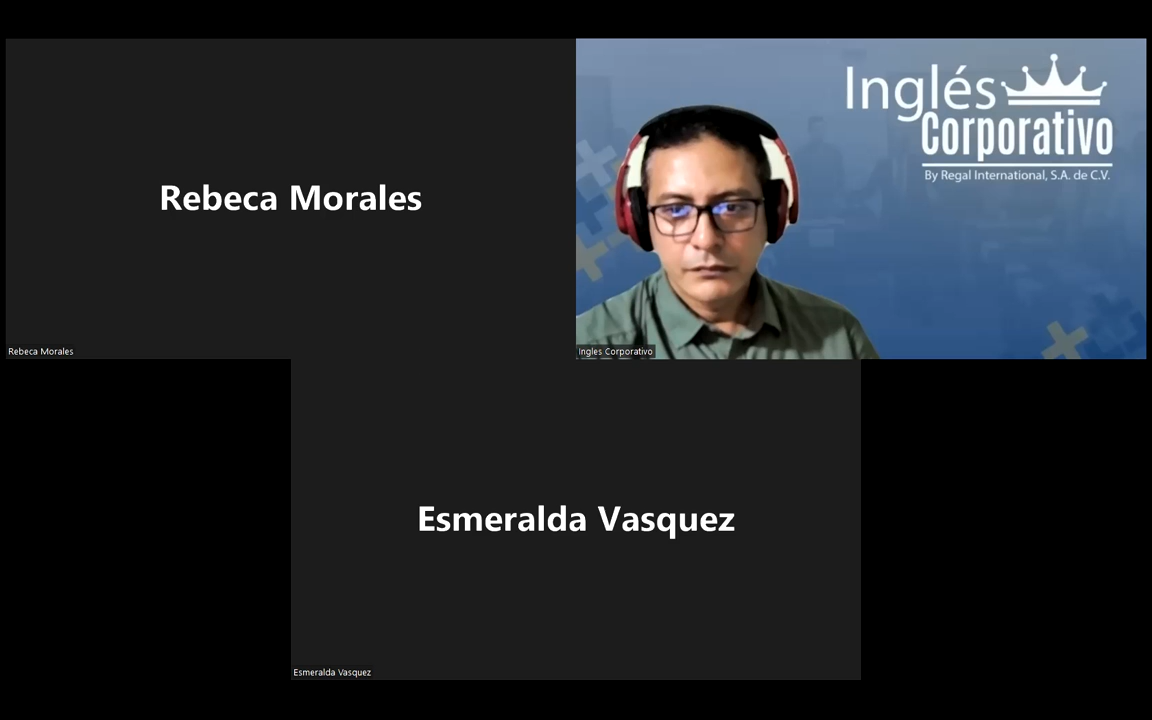 Inglés
Corporativo
By Regal International, S.A. de C.V.
Rebeca Morales
Rebeca Morales
Ingles Corporativo
Esmeralda Vasquez
Esmeralda Vasquez